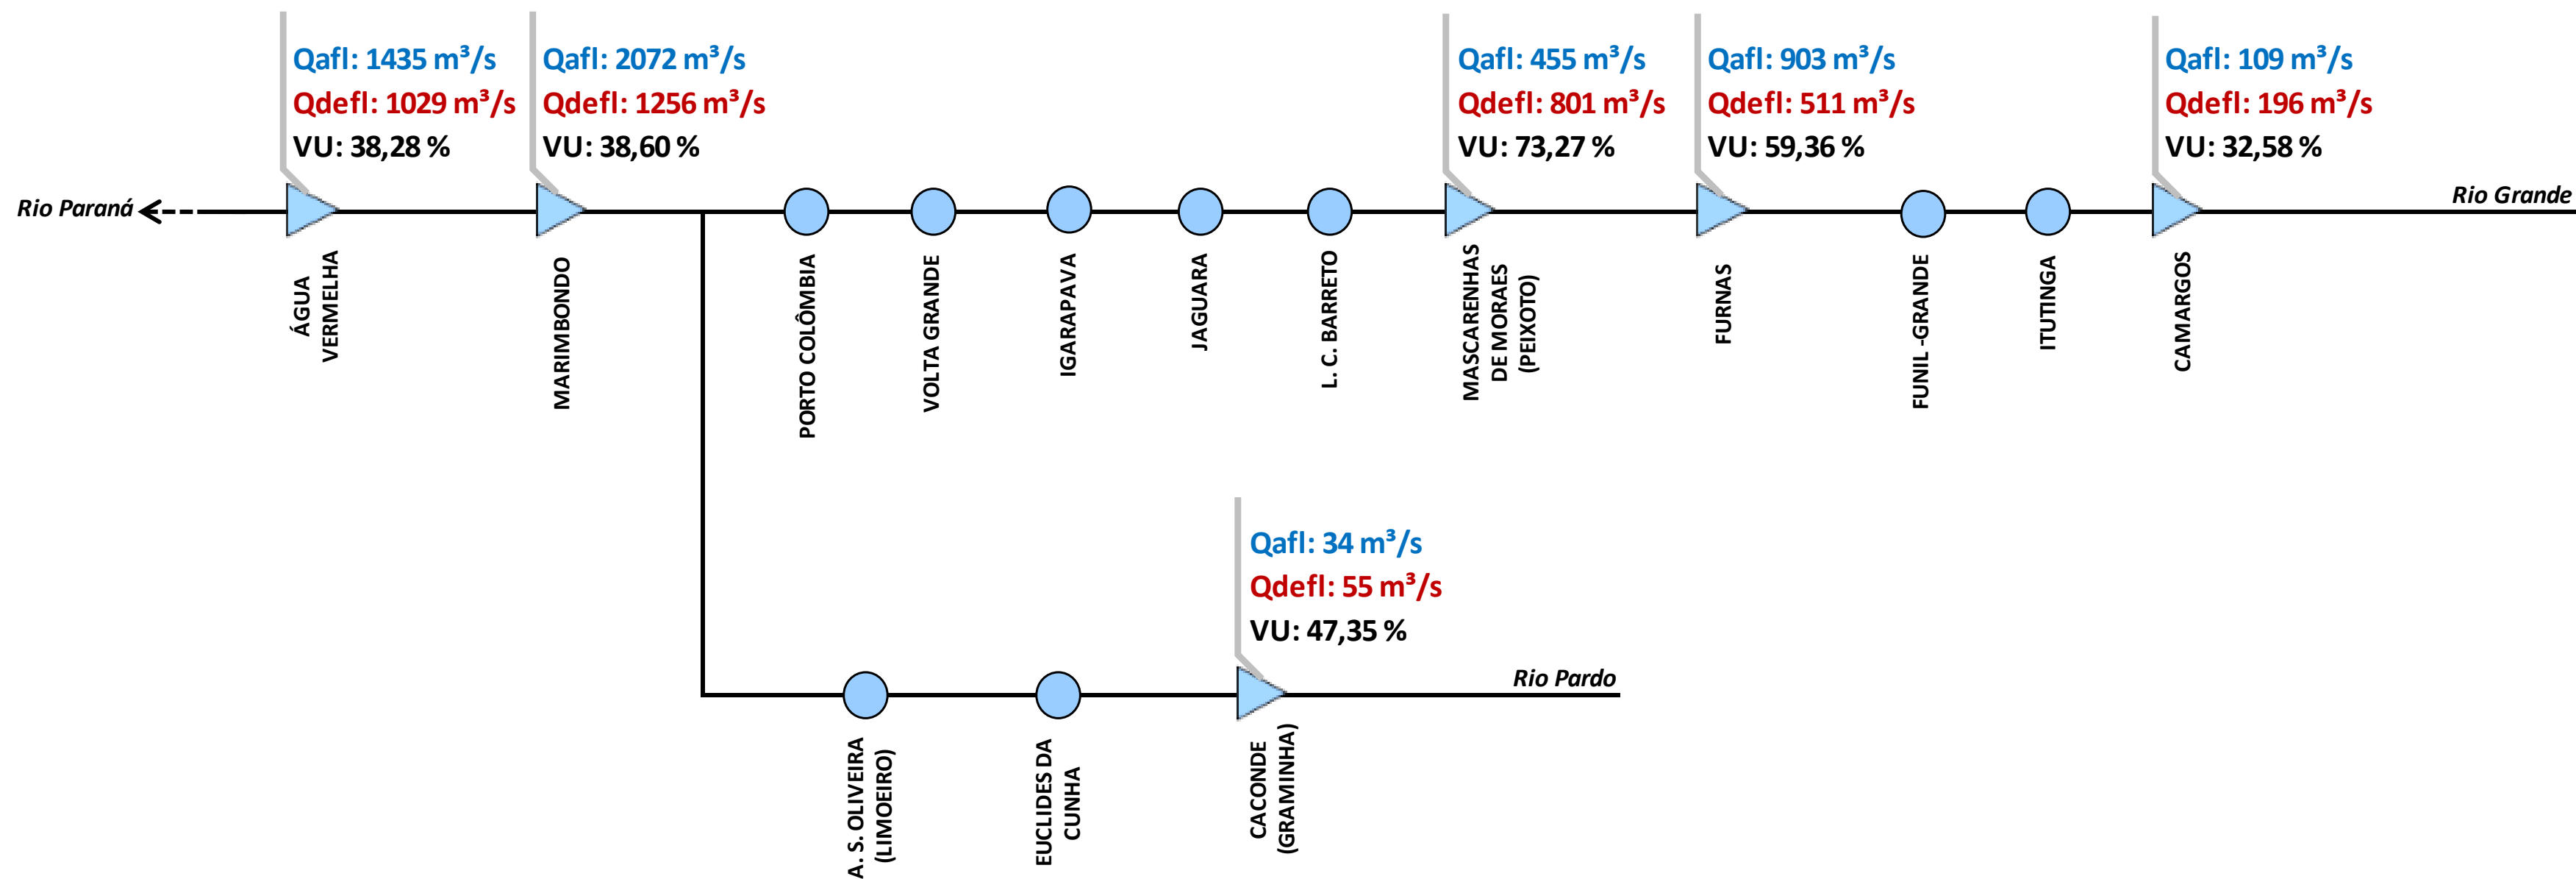 Qafl: 1435 m³/s
Qdefl: 1029 m³/s
VU: 38,28 %
Qafl: 2072 m³/s
Qdefl: 1256 m³/s
VU: 38,60 %
Qafl: 455 m³/s
Qdefl: 801 m³/s
VU: 73,27 %
Qafl: 903 m³/s
Qdefl: 511 m³/s
VU: 59,36 %
Qafl: 109 m³/s
Qdefl: 196 m³/s
VU: 32,58 %
Rio Paraná
Rio Grande
ÁGUA
VERMELHA
MARIMBONDO
PORTO COLÔMBIA
VOLTA GRANDE
IGARAPAVA
JAGUARA
L. C. BARRETO
MASCARENHAS
DE MORAES
(PEIXOTO)
FURNAS
FUNIL -GRANDE
ITUTINGA
CAMARGOS
Qafl: 34 m³/s
Qdefl: 55 m³/s
VU: 47,35 %
Rio Pardo
A. S. OLIVEIRA
(LIMOEIRO)
EUCLIDES DA
CUNHA
CACONDE
(GRAMINHA)